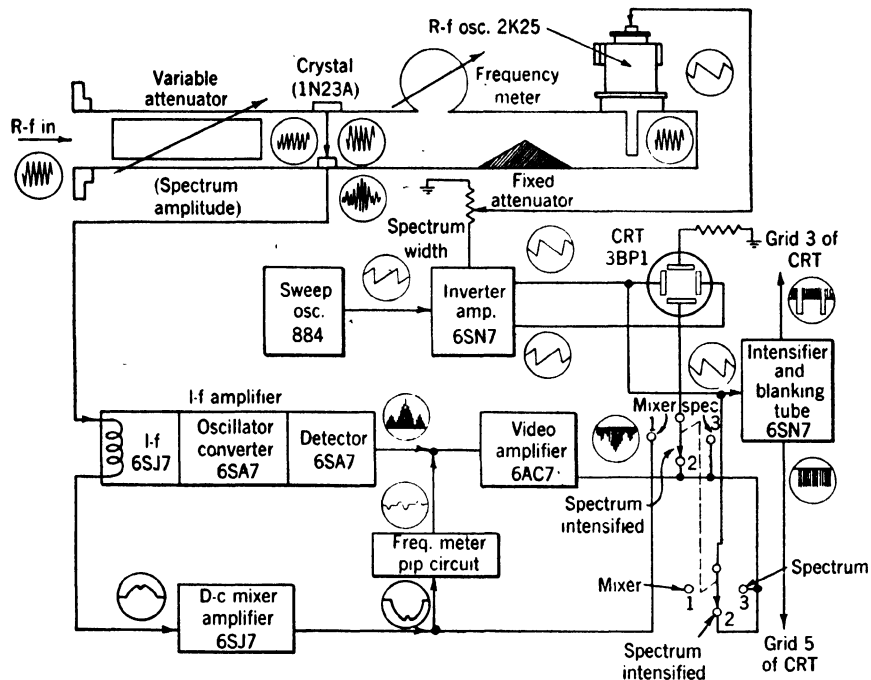 R-f osc. 2K25
Variable
attenuator
Crystal
(1N23A)
Frequency
meter
R-f in
(Spectrum
amplitude)
Fixed
attenuator
Spectrum
width
CRT
3BP1
Grid 3 of
CRT
Sweep
osc.
884
Inverter
amp.
6SN7
Intensifier
and
blanking
tube
6SN7
I-f amplifier
I-f
6SJ7
Oscillator
converter
6SA7
Detector
6SA7
Video
amplifier
6AC7
Mixer spec
1
3
2
Spectrum
intensified
Freq. meter
pip circuit
Mixer
1
3
Spectrum
2
D-c mixer
amplifier
6SJ7
Spectrum
intensified
Grid 5
of CRT